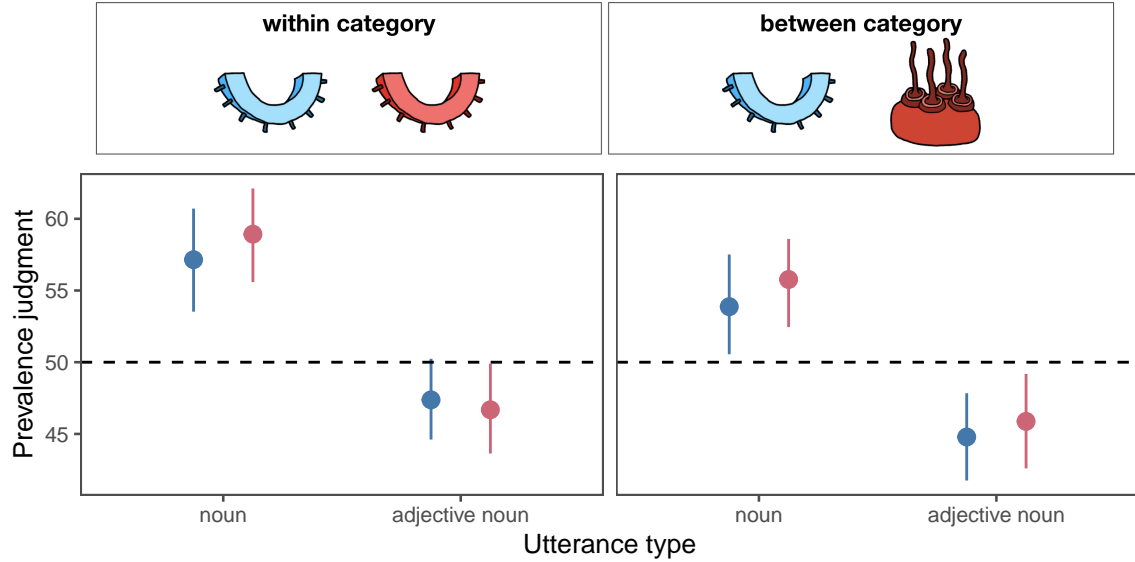 within category
between category
Prevalence judgment
60
55
50
45
noun
adjective noun
noun
adjective noun
Utterance type